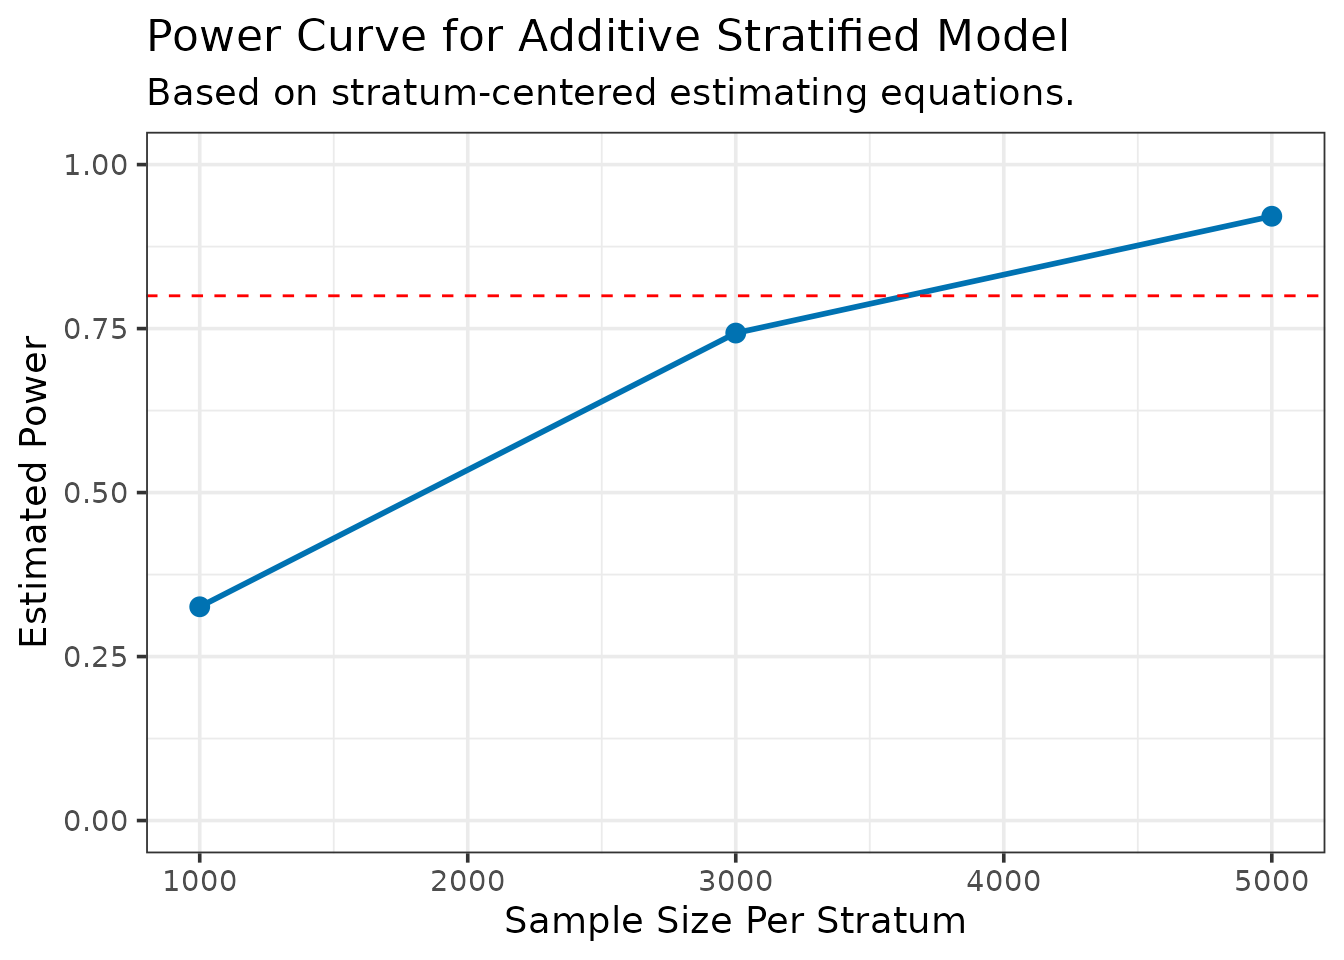 Power Curve for Additive Stratified Model
Based on stratum-centered estimating equations.
1.00
0.75
0.50
0.25
0.00
Estimated Power
1000 2000 3000 4000 5000
Sample Size Per Stratum